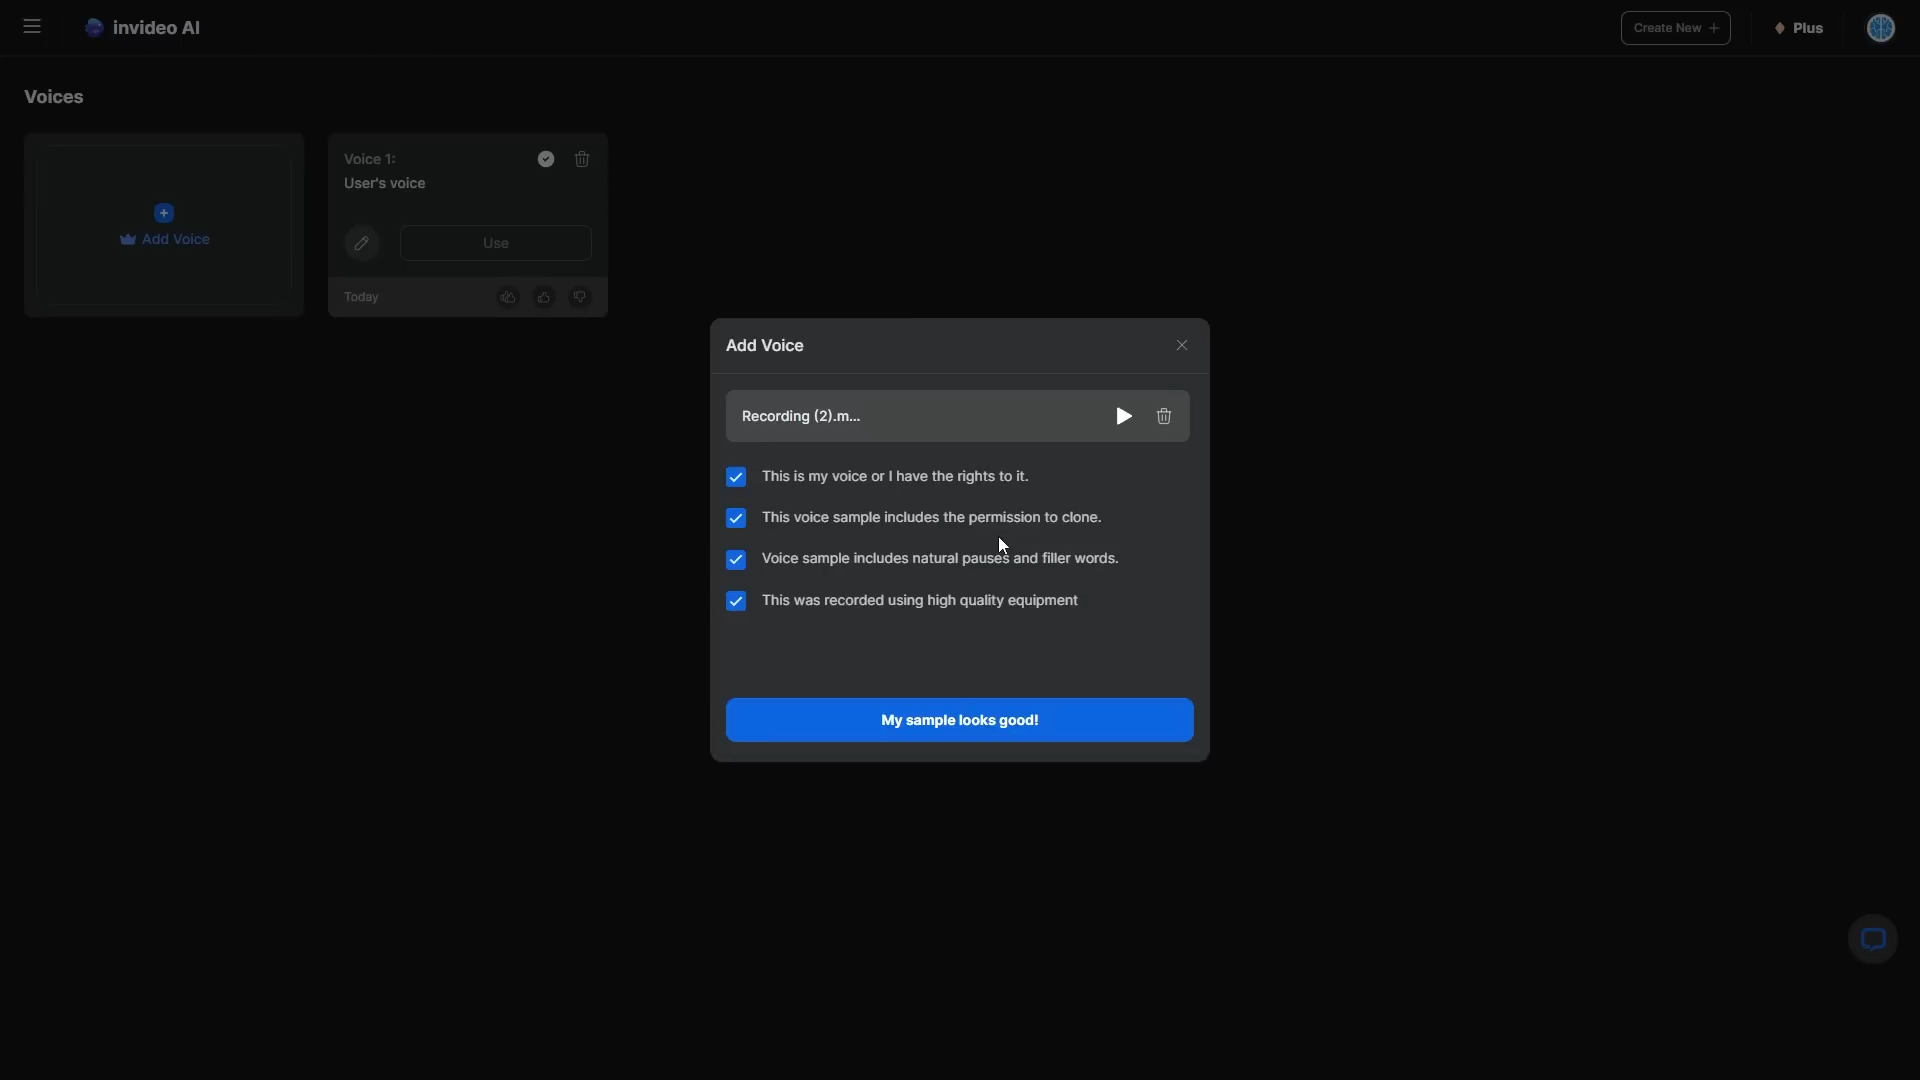 invideo AI
Create New +
Plus
Voices
Add Voice
Voice 1:
User's voice
Use
Today
Add Voice
Recording (2).m...
This is my voice or I have the rights to it.
This voice sample includes the permission to clone.
Voice sample includes natural pauses and filler words.
This was recorded using high quality equipment
My sample looks good!